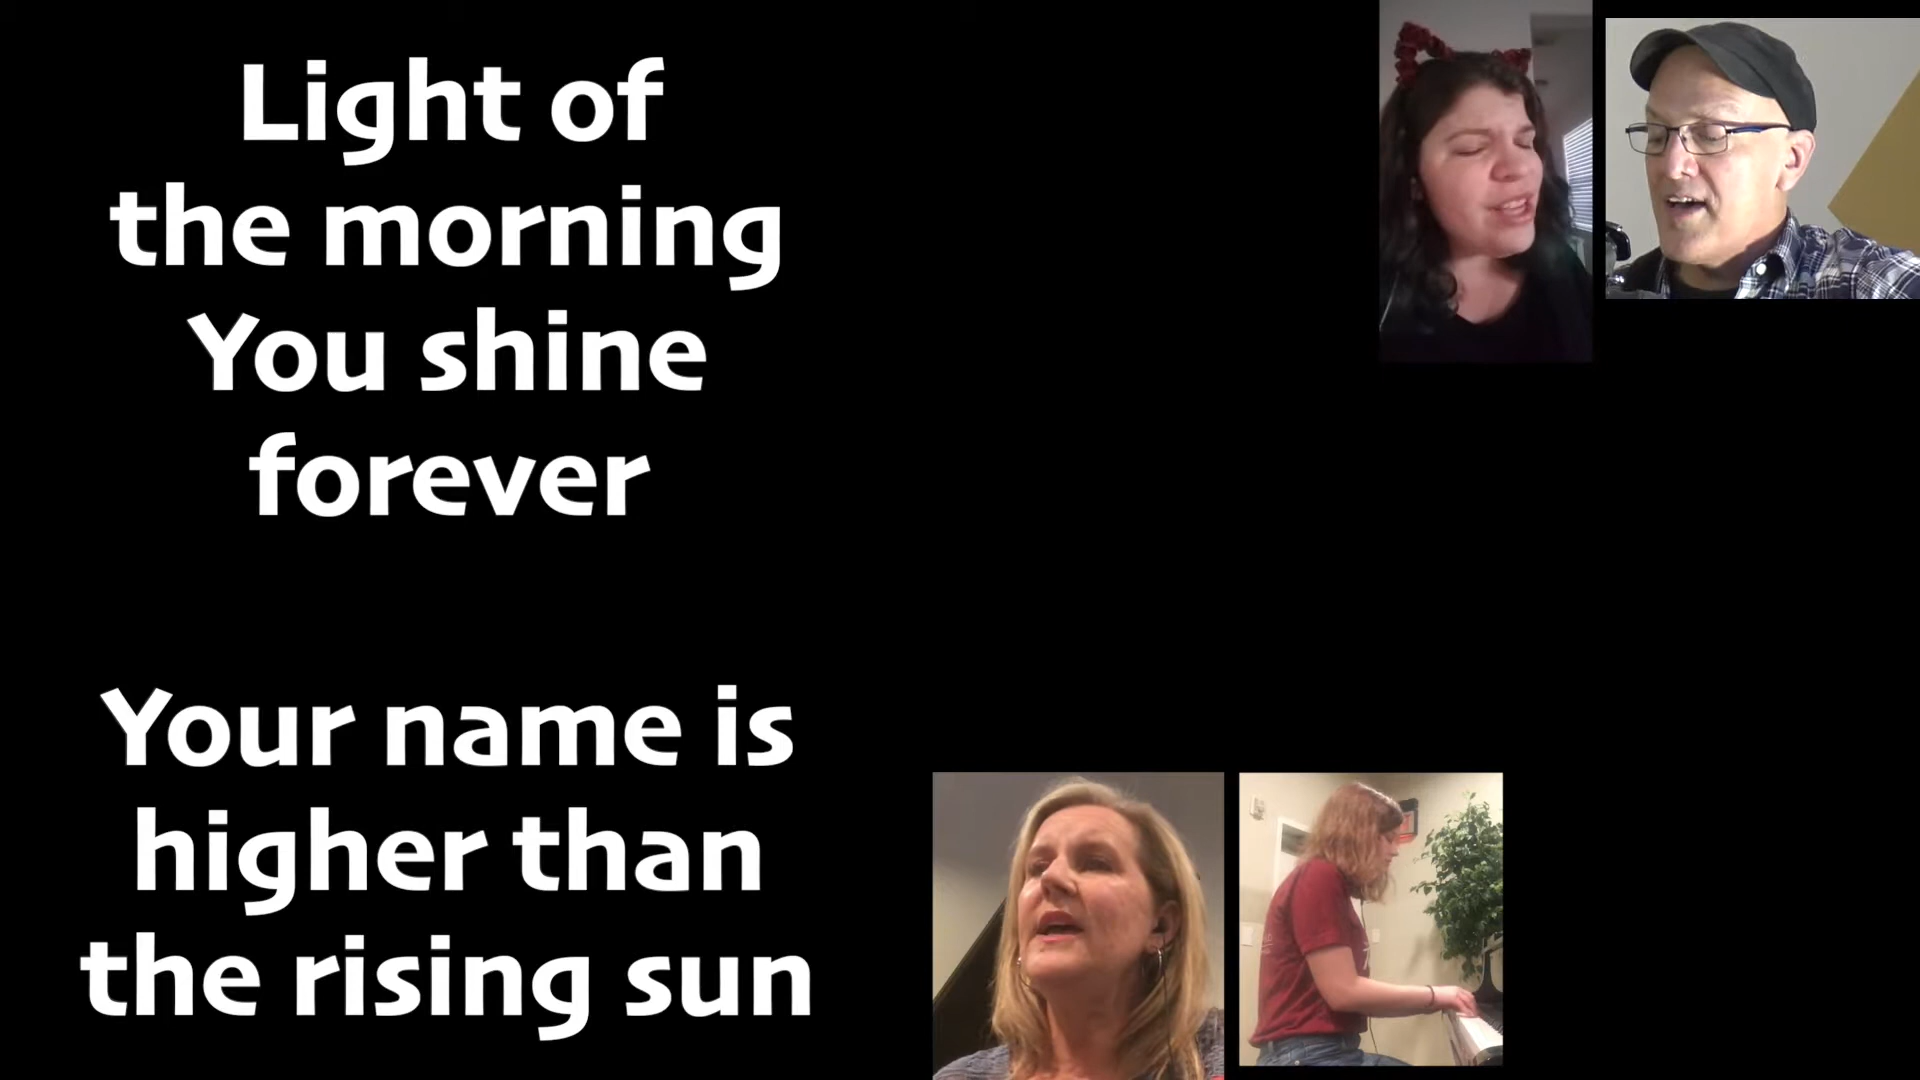 Light of
the morning
You shine
forever
Your name is
higher than
the rising sun